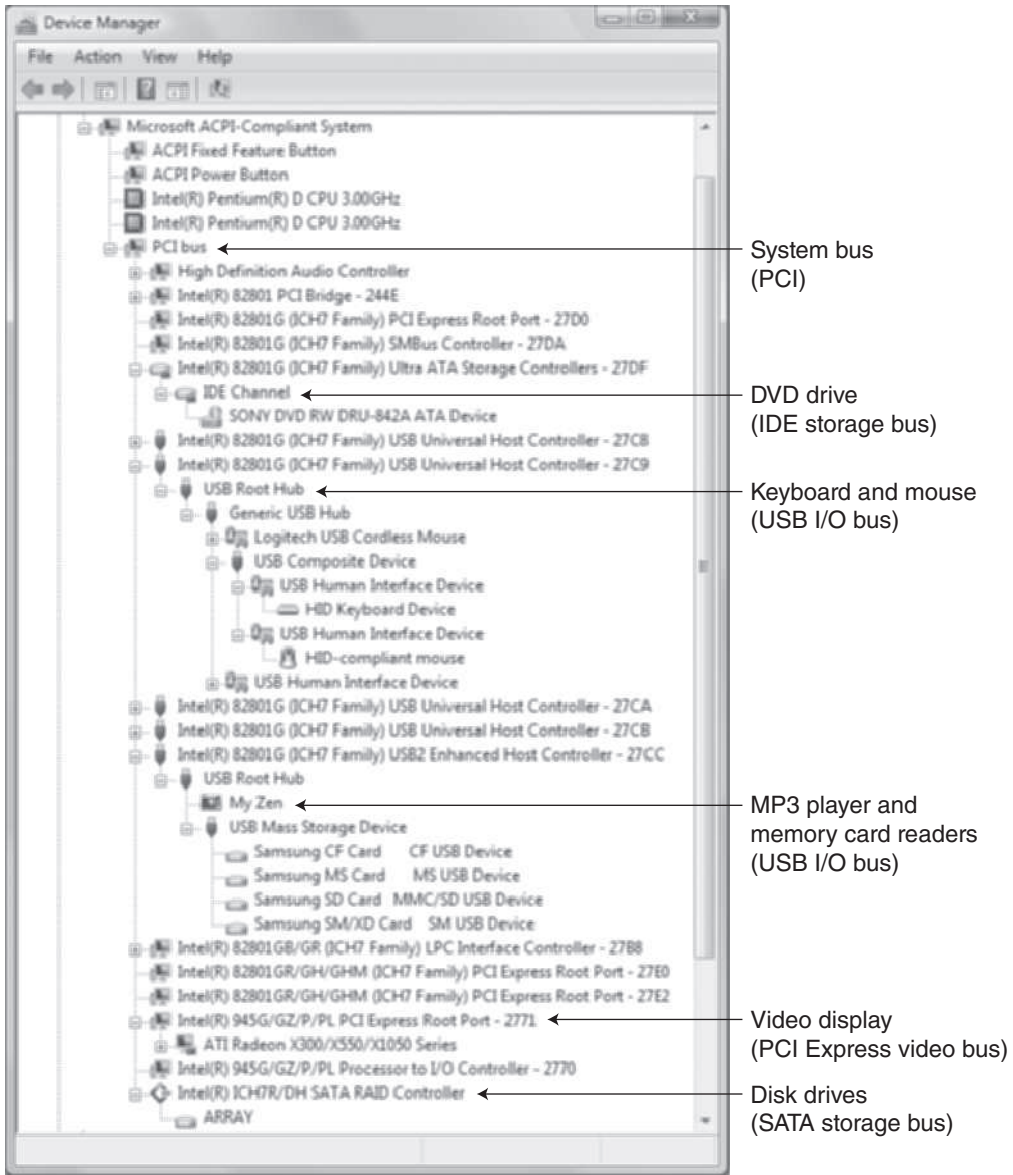 Device Manager
File Action View Help
Microsoft ACPI-Compliant System
ACPI Fixed Feature Button
ACPI Power Button
Intel(R) Pentium(R) D CPU 3.00GHz
Intel(R) Pentium(R) D CPU 3.00GHz
PCI bus
High Definition Audio Controller
Intel(R) 82801 PCI Bridge - 244E
Intel(R) 82801G (ICH7 Family) PCI Express Root Port - 27D0
Intel(R) 82801G (ICH7 Family) SMBus Controller - 27DA
Intel(R) 82801G (ICH7 Family) Ultra ATA Storage Controllers - 27DF
IDE Channel
SONY DVD RW DRU-842A ATA Device
Intel(R) 82801G (ICH7 Family) USB Universal Host Controller - 27C8
Intel(R) 82801G (ICH7 Family) USB Universal Host Controller - 27C9
USB Root Hub
Generic USB Hub
Logitech USB Cordless Mouse
USB Composite Device
USB Human Interface Device
HID Keyboard Device
USB Human Interface Device
HID-compliant mouse
USB Human Interface Device
Intel(R) 82801G (ICH7 Family) USB Universal Host Controller - 27CA
Intel(R) 82801G (ICH7 Family) USB Universal Host Controller - 27CB
Intel(R) 82801G (ICH7 Family) USB2 Enhanced Host Controller - 27CC
USB Root Hub
My Zen
USB Mass Storage Device
Samsung CF Card CF USB Device
Samsung MS Card MS USB Device
Samsung SD Card MMC/SD USB Device
Samsung SM/XD Card SM USB Device
Intel(R) 82801GB/GR (ICH7 Family) LPC Interface Controller - 27B8
Intel(R) 82801GR/GH/GHM (ICH7 Family) PCI Express Root Port - 27E0
Intel(R) 82801GR/GH/GHM (ICH7 Family) PCI Express Root Port - 27E2
Intel(R) 945G/GZ/P/PL PCI Express Root Port - 2771
ATI Radeon X300/X550/X1050 Series
Intel(R) 945G/GZ/P/PL Processor to I/O Controller - 2770
Intel(R) ICH7R/DH SATA RAID Controller
ARRAY
System bus
(PCI)
DVD drive
(IDE storage bus)
Keyboard and mouse
(USB I/O bus)
MP3 player and
memory card readers
(USB I/O bus)
Video display
(PCI Express video bus)
Disk drives
(SATA storage bus)